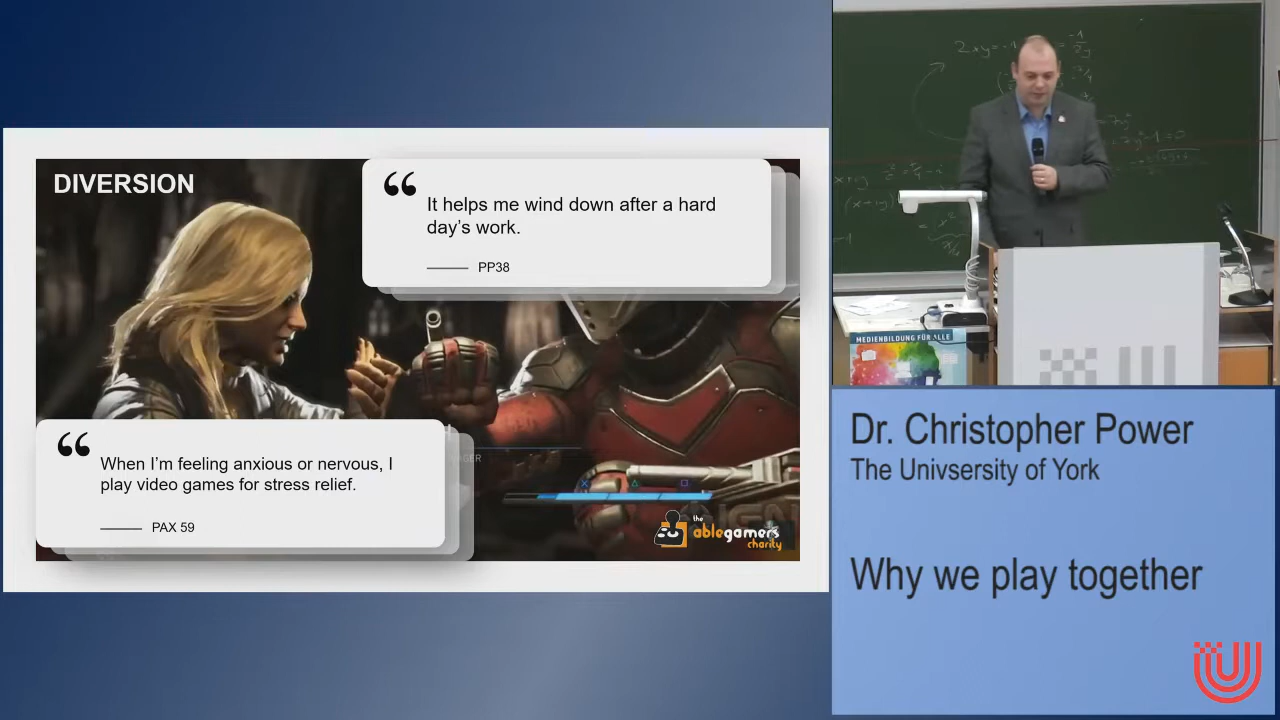 DIVERSION
“ It helps me wind down after a hard
day’s work.
PP38
“ When I’m feeling anxious or nervous, I
play video games for stress relief.
PAX 59
the
ablegamers
charity
MEDIENBILDUNG FÜR ALLE
Dr. Christopher Power
The Univsersity of York
Why we play together